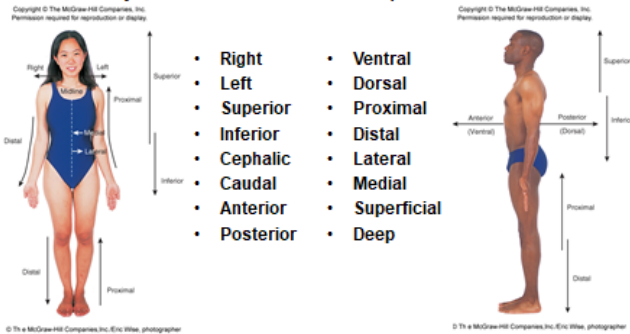 Copyright © The McGraw-Hill Companies, Inc.
Permission required for reproduction or display.
Right
Left
Midline
Superior
Proximal
Medial
Lateral
Distal
Inferior
Distal
Proximal
© Th e McGraw-Hill Companies,Inc./Eric Wise, photographer
• Right
• Left
• Superior
• Inferior
• Cephalic
• Caudal
• Anterior
• Posterior
• Ventral
• Dorsal
• Proximal
• Distal
• Lateral
• Medial
• Superficial
• Deep
Copyright © The McGraw-Hill Companies, Inc.
Permission required for reproduction or display.
Superior
Anterior
(Ventral)
Posterior
(Dorsal)
Proximal
Distal
D Th e McGraw-Hill Companies,Inc./Eric Wise, photographer